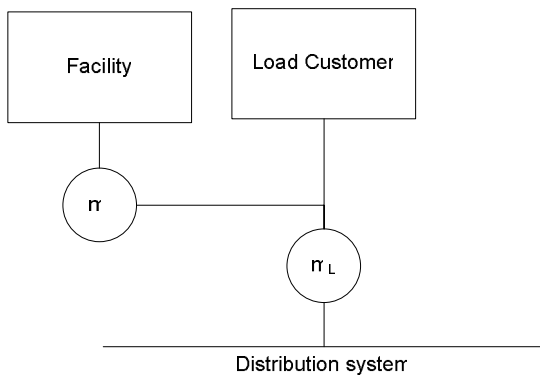 Facility
Load Customer
m
m L
Distribution system